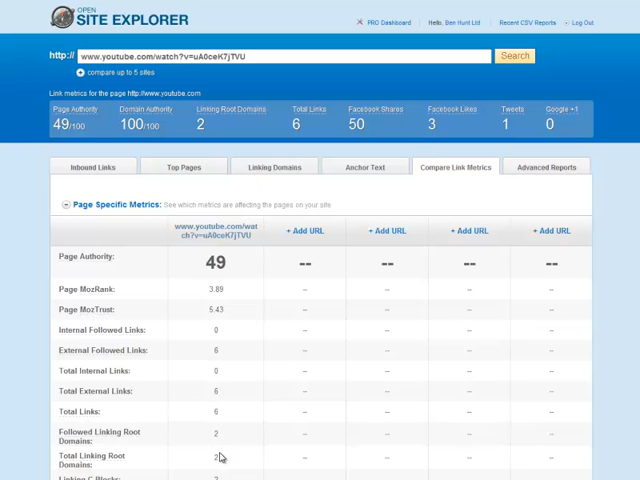 OPEN
SITE EXPLORER
PRO Dashboard Hello, Ben Hunt Ltd Recent CSV Reports Log Out
http:// www.youtube.com/watch?v=uA0ceK7jTVU Search
compare up to 5 sites
Link metrics for the page http://www.youtube.com
Page Authority Domain Authority Linking Root Domains Total Links Facebook Shares Facebook Likes Tweets Google +1
49/100 100/100 2 6 50 3 1 0
Inbound Links Top Pages Linking Domains Anchor Text Compare Link Metrics Advanced Reports
Page Specific Metrics: See which metrics are affecting the pages on your site
www.youtube.com/wat
ch?v=uA0ceK7jTVU + Add URL + Add URL + Add URL + Add URL
Page Authority: 49 -- -- -- --
Page MozRank: 3.89 -- -- -- --
Page MozTrust: 5.43 -- -- -- --
Internal Followed Links: 0 -- -- -- --
External Followed Links: 6 -- -- -- --
Total Internal Links: 0 -- -- -- --
Total External Links: 6 -- -- -- --
Total Links: 6 -- -- -- --
Followed Linking Root
Domains: 2 -- -- -- --
Total Linking Root
Domains: 2 -- -- -- --
Linking C Blocks: 2 -- -- -- --